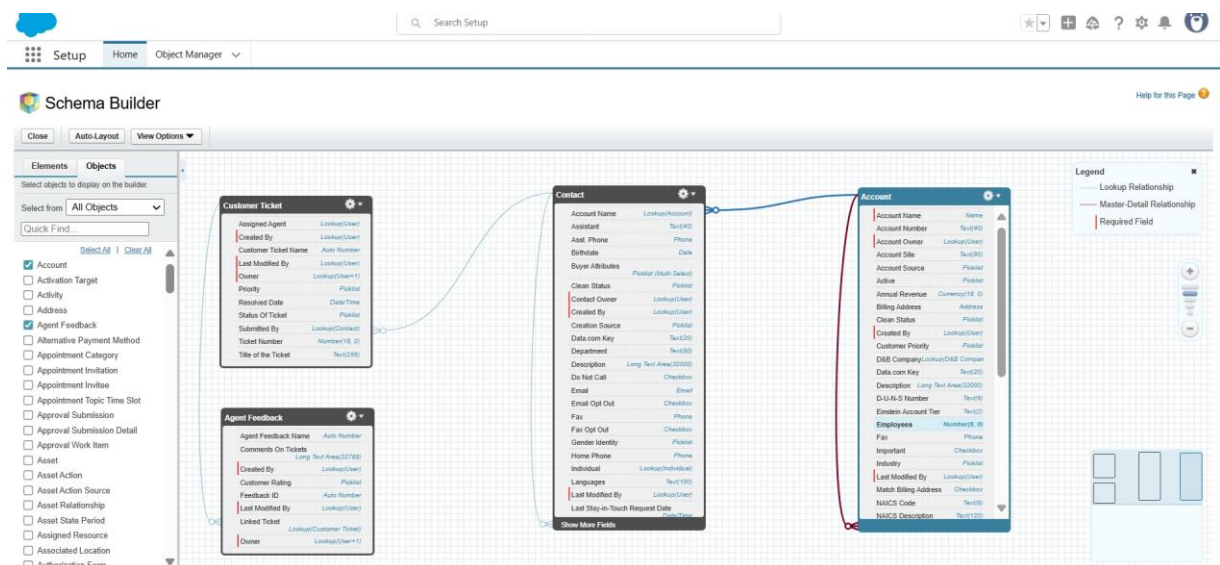 Search Setup
Setup
Home
Object Manager
Schema Builder
Help for this Page
Close
Auto-Layout
View Options
Elements
Objects
Select objects to display on the builder.
Select from All Objects
Quick Find...
Select All | Clear All
Account
Activation Target
Activity
Address
Agent Feedback
Alternative Payment Method
Appointment Category
Appointment Invitation
Appointment Invitee
Appointment Topic Time Slot
Approval Submission
Approval Submission Detail
Approval Work Item
Asset
Asset Action
Asset Action Source
Asset Relationship
Asset State Period
Assigned Resource
Associated Location
Authorization Form
Customer Ticket
Assigned Agent Lookup(User)
Created By Lookup(User)
Customer Ticket Name Auto Number
Last Modified By Lookup(User)
Owner Lookup(User+1)
Priority Picklist
Resolved Date Date/Time
Status Of Ticket Picklist
Submitted By Lookup(Contact)
Ticket Number Number(18, 0)
Title of the Ticket Text(255)
Agent Feedback
Agent Feedback Name Auto Number
Comments On Tickets
Long Text Area(32768)
Created By Lookup(User)
Customer Rating Picklist
Feedback ID Auto Number
Last Modified By Lookup(User)
Linked Ticket
Lookup(Customer Ticket)
Owner Lookup(User+1)
Contact
Account Name Lookup(Account)
Assistant Text(40)
Asst. Phone Phone
Birthdate Date
Buyer Attributes
Picklist (Multi-Select)
Clean Status Picklist
Contact Owner Lookup(User)
Created By Lookup(User)
Creation Source Picklist
Data.com Key Text(20)
Department Text(80)
Description Long Text Area(32000)
Do Not Call Checkbox
Email Email
Email Opt Out Checkbox
Fax Phone
Fax Opt Out Checkbox
Gender Identity Picklist
Home Phone Phone
Individual Lookup(Individual)
Languages Text(100)
Last Modified By Lookup(User)
Last Stay-in-Touch Request Date
Date/Time
Show More Fields
Account
Account Name Name
Account Number Text(40)
Account Owner Lookup(User)
Account Site Text(80)
Account Source Picklist
Active Picklist
Annual Revenue Currency(18, 0)
Billing Address Address
Clean Status Picklist
Created By Lookup(User)
Customer Priority Picklist
D&B Company Lookup(D&B Compan
Data.com Key Text(20)
Description Long Text Area(32000)
D-U-N-S Number Text(9)
Einstein Account Tier Text(2)
Employees Number(8, 0)
Fax Phone
Important Checkbox
Industry Picklist
Last Modified By Lookup(User)
Match Billing Address Checkbox
NAICS Code Text(8)
NAICS Description Text(120)
Legend
Lookup Relationship
Master-Detail Relationship
Required Field